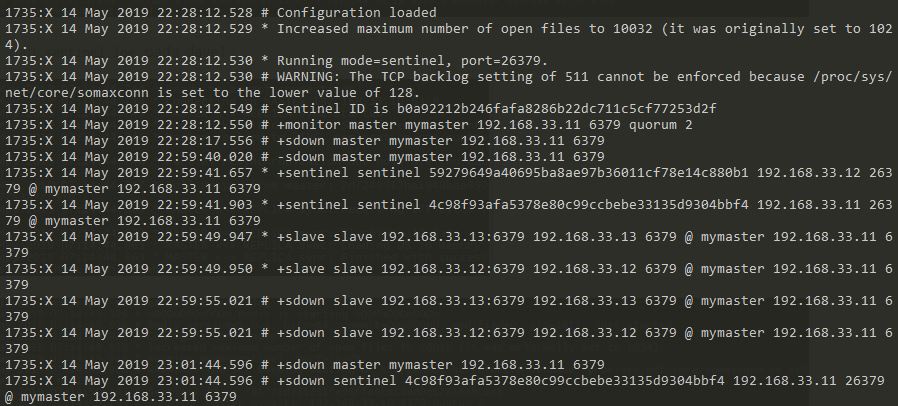 1735:X 14 May 2019 22:28:12.528 # Configuration loaded
1735:X 14 May 2019 22:28:12.529 * Increased maximum number of open files to 10032 (it was originally set to 102
4).
1735:X 14 May 2019 22:28:12.530 * Running mode=sentinel, port=26379.
1735:X 14 May 2019 22:28:12.530 # WARNING: The TCP backlog setting of 511 cannot be enforced because /proc/sys/
net/core/somaxconn is set to the lower value of 128.
1735:X 14 May 2019 22:28:12.549 # Sentinel ID is b0a92212b246fafa8286b22dc711c5cf77253d2f
1735:X 14 May 2019 22:28:12.550 # +monitor master mymaster 192.168.33.11 6379 quorum 2
1735:X 14 May 2019 22:28:17.556 # +sdown master mymaster 192.168.33.11 6379
1735:X 14 May 2019 22:59:40.020 # -sdown master mymaster 192.168.33.11 6379
1735:X 14 May 2019 22:59:41.657 * +sentinel sentinel 59279649a40695ba8ae97b36011cf78e14c880b1 192.168.33.12 263
79 @ mymaster 192.168.33.11 6379
1735:X 14 May 2019 22:59:41.903 * +sentinel sentinel 4c98f93afa5378e80c99ccbebe33135d9304bbf4 192.168.33.11 263
79 @ mymaster 192.168.33.11 6379
1735:X 14 May 2019 22:59:49.947 * +slave slave 192.168.33.13:6379 192.168.33.13 6379 @ mymaster 192.168.33.11 6
379
1735:X 14 May 2019 22:59:49.950 * +slave slave 192.168.33.12:6379 192.168.33.12 6379 @ mymaster 192.168.33.11 6
379
1735:X 14 May 2019 22:59:55.021 # +sdown slave 192.168.33.13:6379 192.168.33.13 6379 @ mymaster 192.168.33.11 6
379
1735:X 14 May 2019 22:59:55.021 # +sdown slave 192.168.33.12:6379 192.168.33.12 6379 @ mymaster 192.168.33.11 6
379
1735:X 14 May 2019 23:01:44.596 # +sdown master mymaster 192.168.33.11 6379
1735:X 14 May 2019 23:01:44.596 # +sdown sentinel 4c98f93afa5378e80c99ccbebe33135d9304bbf4 192.168.33.11 26379
@ mymaster 192.168.33.11 6379